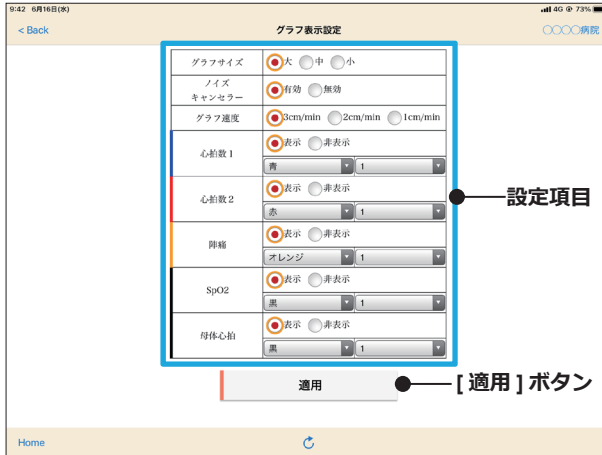 9:42 6月16日(水) 4G @ 73%
< Back グラフ表示設定 〇〇〇〇病院
グラフサイズ 大 中 小
ノイズ
キャンセラー 有効 無効
グラフ速度 3cm/min 2cm/min 1cm/min
心拍数 1 表示 非表示
青 1
心拍数 2 表示 非表示
赤 1
陣痛 表示 非表示
オレンジ 1
SpO2 表示 非表示
黒 1
母体心拍 表示 非表示
黒 1
設定項目
適用
[ 適用 ] ボタン
Home